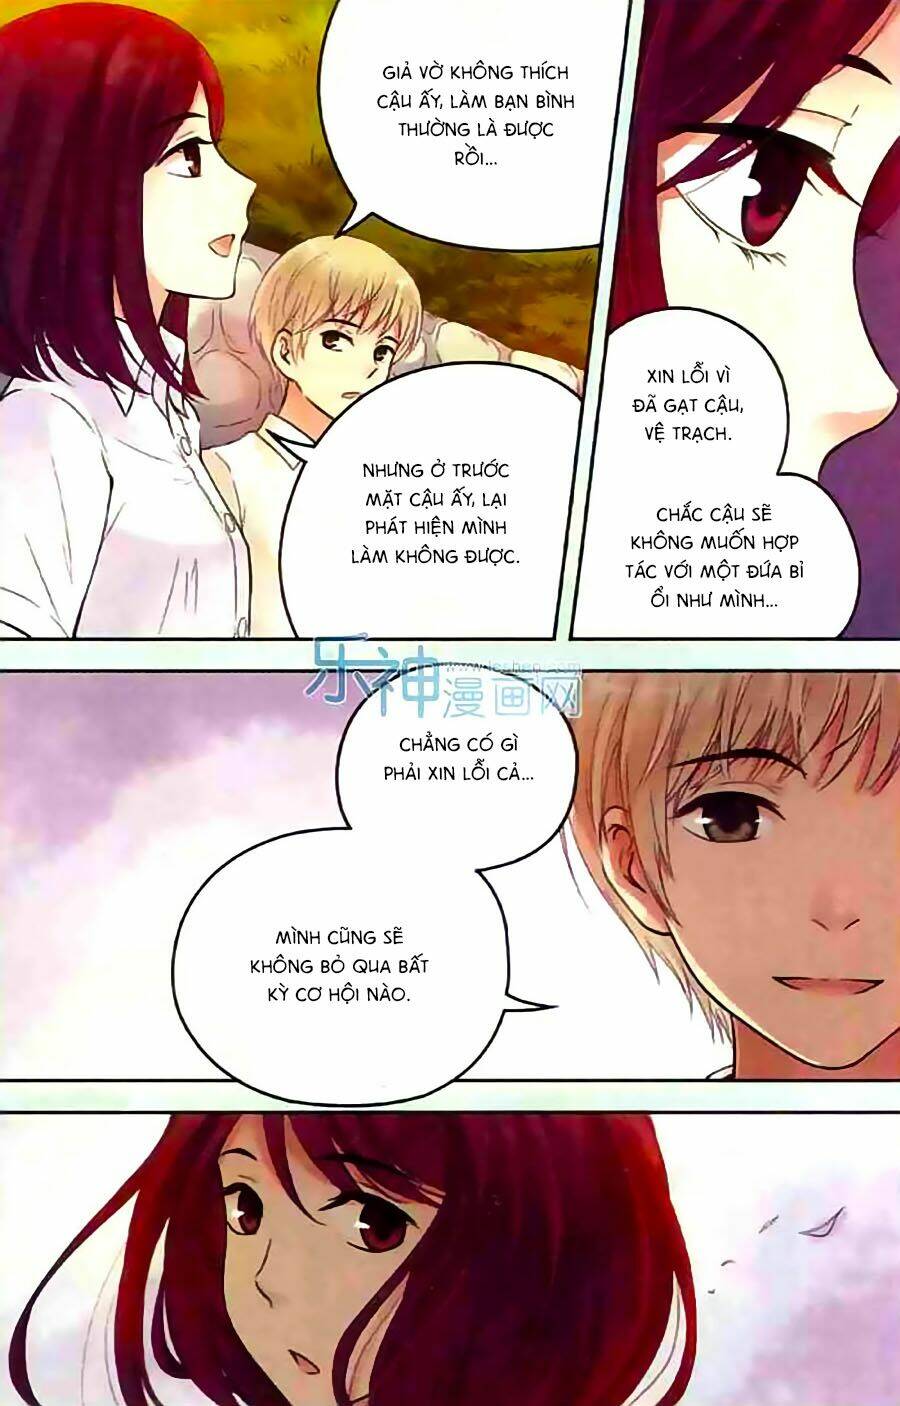 GIẢ VỜ KHÔNG THÍCH
CẬU ẤY, LÀM BẠN BÌNH
THƯỜNG LÀ ĐƯỢC
RỒI...
NHƯNG Ở TRƯỚC
MẶT CẬU ẤY, LẠI
PHÁT HIỆN MÌNH
LÀM KHÔNG ĐƯỢC.
XIN LỖI VÌ
ĐÃ GẠT CẬU,
VỆ TRẠCH.
CHẮC CẬU SẼ
KHÔNG MUỐN HỢP
TÁC VỚI MỘT ĐỨA BỈ
ỔI NHƯ MÌNH...
乐神漫画网
CHẲNG CÓ GÌ
PHẢI XIN LỖI CẢ...
MÌNH CŨNG SẼ
KHÔNG BỎ QUA BẤT
KỲ CƠ HỘI NÀO.